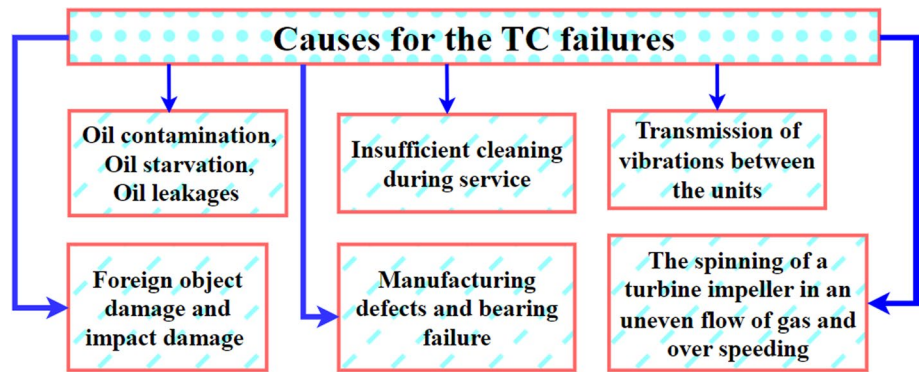 Causes for the TC failures
Oil contamination,
Oil starvation,
Oil leakages
Insufficient cleaning
during service
Transmission of
vibrations between
the units
Foreign object
damage and
impact damage
Manufacturing
defects and bearing
failure
The spinning of a
turbine impeller in an
uneven flow of gas and
over speeding